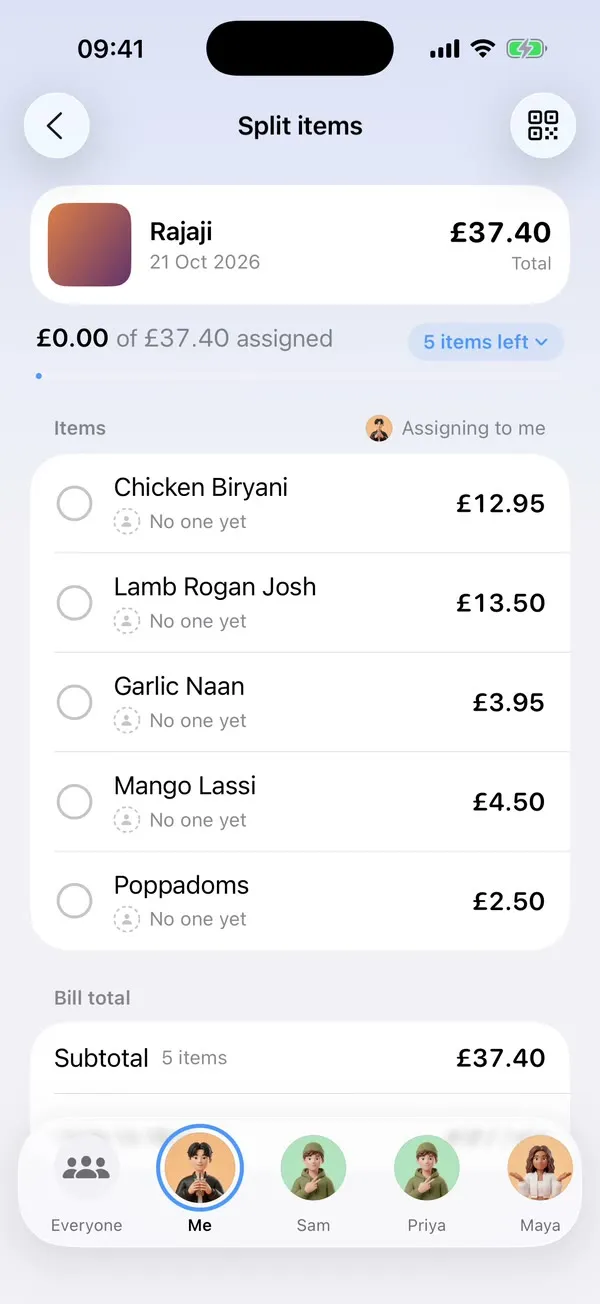 09:41
Split items
Rajaji
£37.40
21 Oct 2026
Total
£0.00 of £37.40 assigned
5 items left
Items
Assigning to me
Chicken Biryani
No one yet
£12.95
Lamb Rogan Josh
No one yet
£13.50
Garlic Naan
No one yet
£3.95
Mango Lassi
No one yet
£4.50
Poppadoms
No one yet
£2.50
Bill total
Subtotal 5 items
£37.40
Everyone
Me
Sam
Priya
Maya